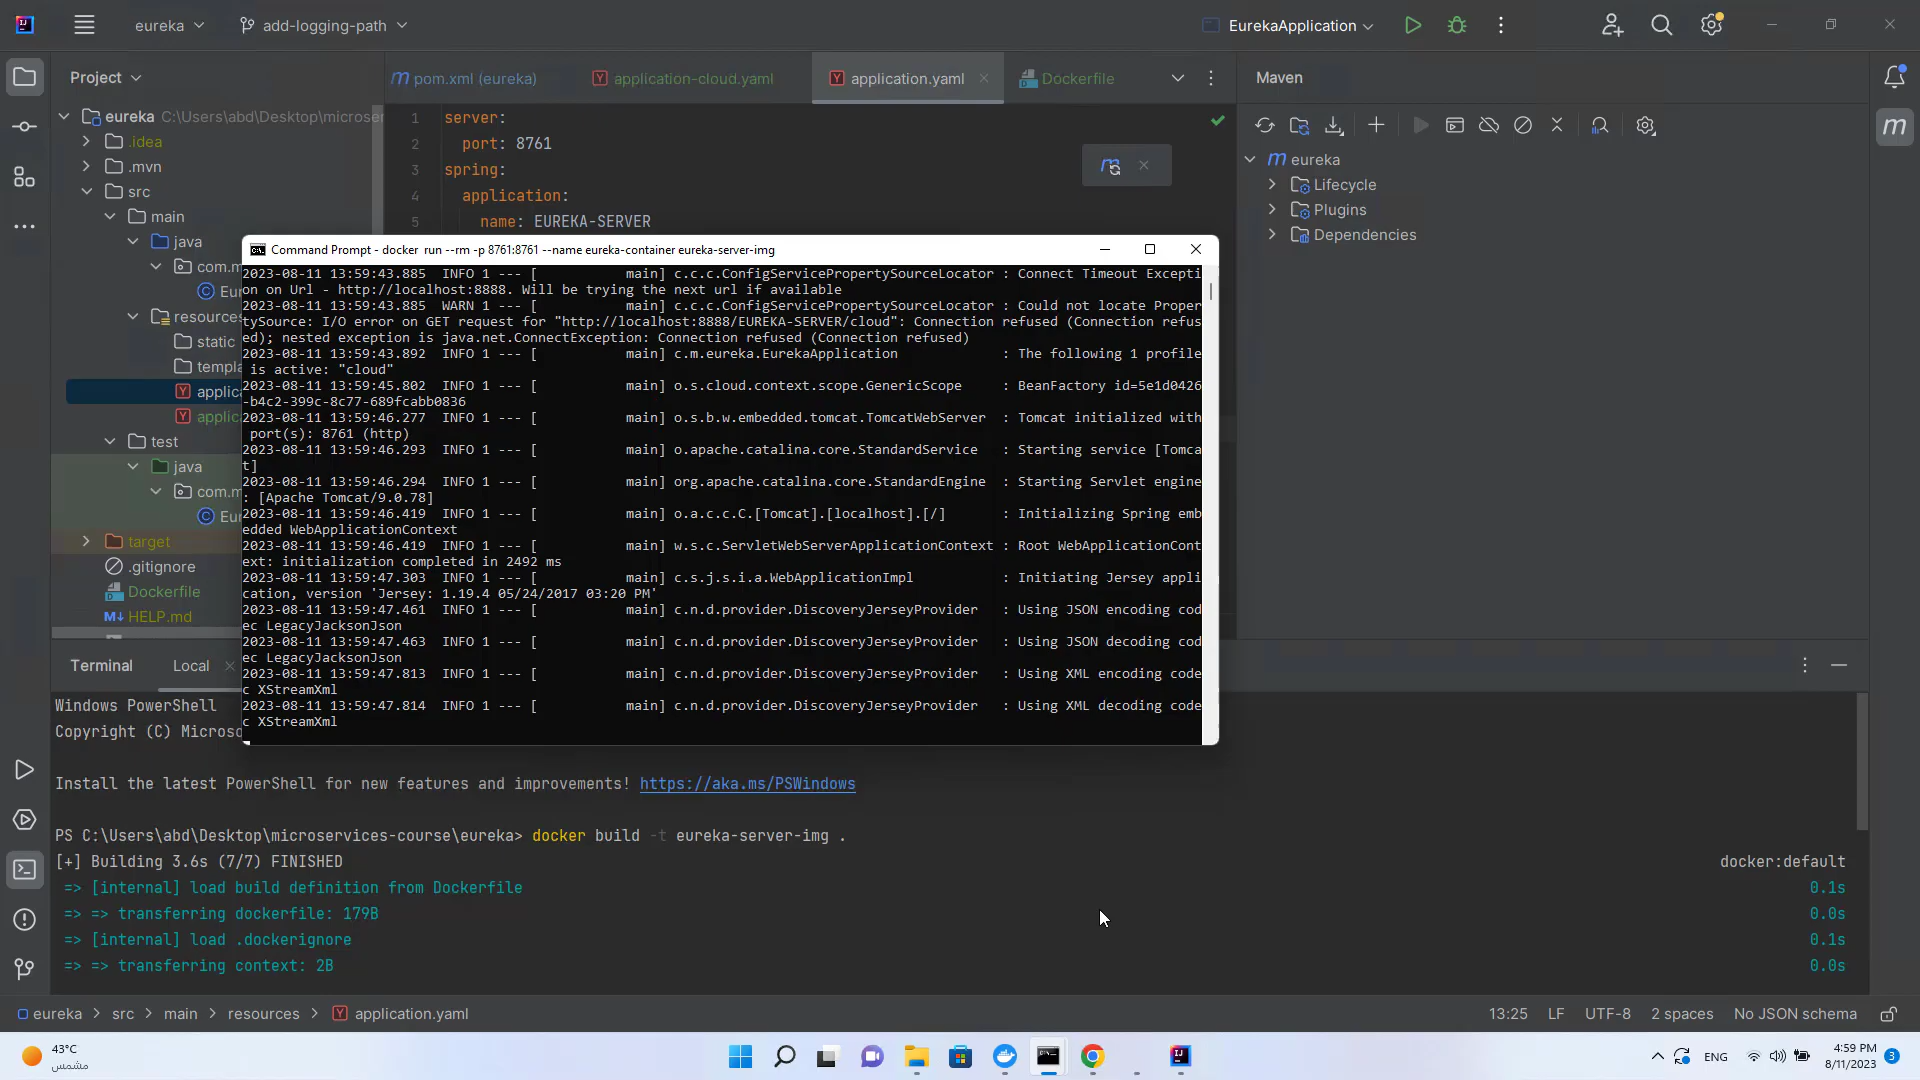 eureka
add-logging-path
EurekaApplication
Project
pom.xml (eureka)
application-cloud.yaml
application.yaml
Dockerfile
Maven
eureka C:\Users\abd\Desktop\microser
.idea
.mvn
src
main
java
com.m
Eur
resources
static
templa
applic
applic
test
java
com.m
Eur
target
.gitignore
Dockerfile
M↓ HELP.md
1 server:
2 port: 8761
3 spring:
4 application:
5 name: EUREKA-SERVER
eureka
Lifecycle
Plugins
Dependencies
Command Prompt - docker run --rm -p 8761:8761 --name eureka-container eureka-server-img
2023-08-11 13:59:43.885 INFO 1 --- [ main] c.c.c.ConfigServicePropertySourceLocator : Connect Timeout Excepti
on on Url - http://localhost:8888. Will be trying the next url if available
2023-08-11 13:59:43.885 WARN 1 --- [ main] c.c.c.ConfigServicePropertySourceLocator : Could not locate Proper
tySource: I/O error on GET request for "http://localhost:8888/EUREKA-SERVER/cloud": Connection refused (Connection refus
ed); nested exception is java.net.ConnectException: Connection refused (Connection refused)
2023-08-11 13:59:43.892 INFO 1 --- [ main] c.m.eureka.EurekaApplication : The following 1 profile
is active: "cloud"
2023-08-11 13:59:45.802 INFO 1 --- [ main] o.s.cloud.context.scope.GenericScope : BeanFactory id=5e1d0426
-b4c2-399c-8c77-689fcabb0836
2023-08-11 13:59:46.277 INFO 1 --- [ main] o.s.b.w.embedded.tomcat.TomcatWebServer : Tomcat initialized with
port(s): 8761 (http)
2023-08-11 13:59:46.293 INFO 1 --- [ main] o.apache.catalina.core.StandardService : Starting service [Tomca
t]
2023-08-11 13:59:46.294 INFO 1 --- [ main] org.apache.catalina.core.StandardEngine : Starting Servlet engine
: [Apache Tomcat/9.0.78]
2023-08-11 13:59:46.419 INFO 1 --- [ main] o.a.c.c.C.[Tomcat].[localhost].[/] : Initializing Spring emb
edded WebApplicationContext
2023-08-11 13:59:46.419 INFO 1 --- [ main] w.s.c.ServletWebServerApplicationContext : Root WebApplicationCont
ext: initialization completed in 2492 ms
2023-08-11 13:59:47.303 INFO 1 --- [ main] c.s.j.s.i.a.WebApplicationImpl : Initiating Jersey appli
cation, version 'Jersey: 1.19.4 05/24/2017 03:20 PM'
2023-08-11 13:59:47.461 INFO 1 --- [ main] c.n.d.provider.DiscoveryJerseyProvider : Using JSON encoding cod
ec LegacyJacksonJson
2023-08-11 13:59:47.463 INFO 1 --- [ main] c.n.d.provider.DiscoveryJerseyProvider : Using JSON decoding cod
ec LegacyJacksonJson
2023-08-11 13:59:47.813 INFO 1 --- [ main] c.n.d.provider.DiscoveryJerseyProvider : Using XML encoding code
c XStreamXml
2023-08-11 13:59:47.814 INFO 1 --- [ main] c.n.d.provider.DiscoveryJerseyProvider : Using XML decoding code
c XStreamXml
Terminal Local
Windows PowerShell
Copyright (C) Microso
Install the latest PowerShell for new features and improvements! https://aka.ms/PSWindows
PS C:\Users\abd\Desktop\microservices-course\eureka> docker build -t eureka-server-img .
[+] Building 3.6s (7/7) FINISHED docker:default
=> [internal] load build definition from Dockerfile 0.1s
=> => transferring dockerfile: 179B 0.0s
=> [internal] load .dockerignore 0.1s
=> => transferring context: 2B 0.0s
eureka > src > main > resources > application.yaml
13:25 LF UTF-8 2 spaces No JSON schema
43°C
مشمس
ENG
4:59 PM
8/11/2023
3